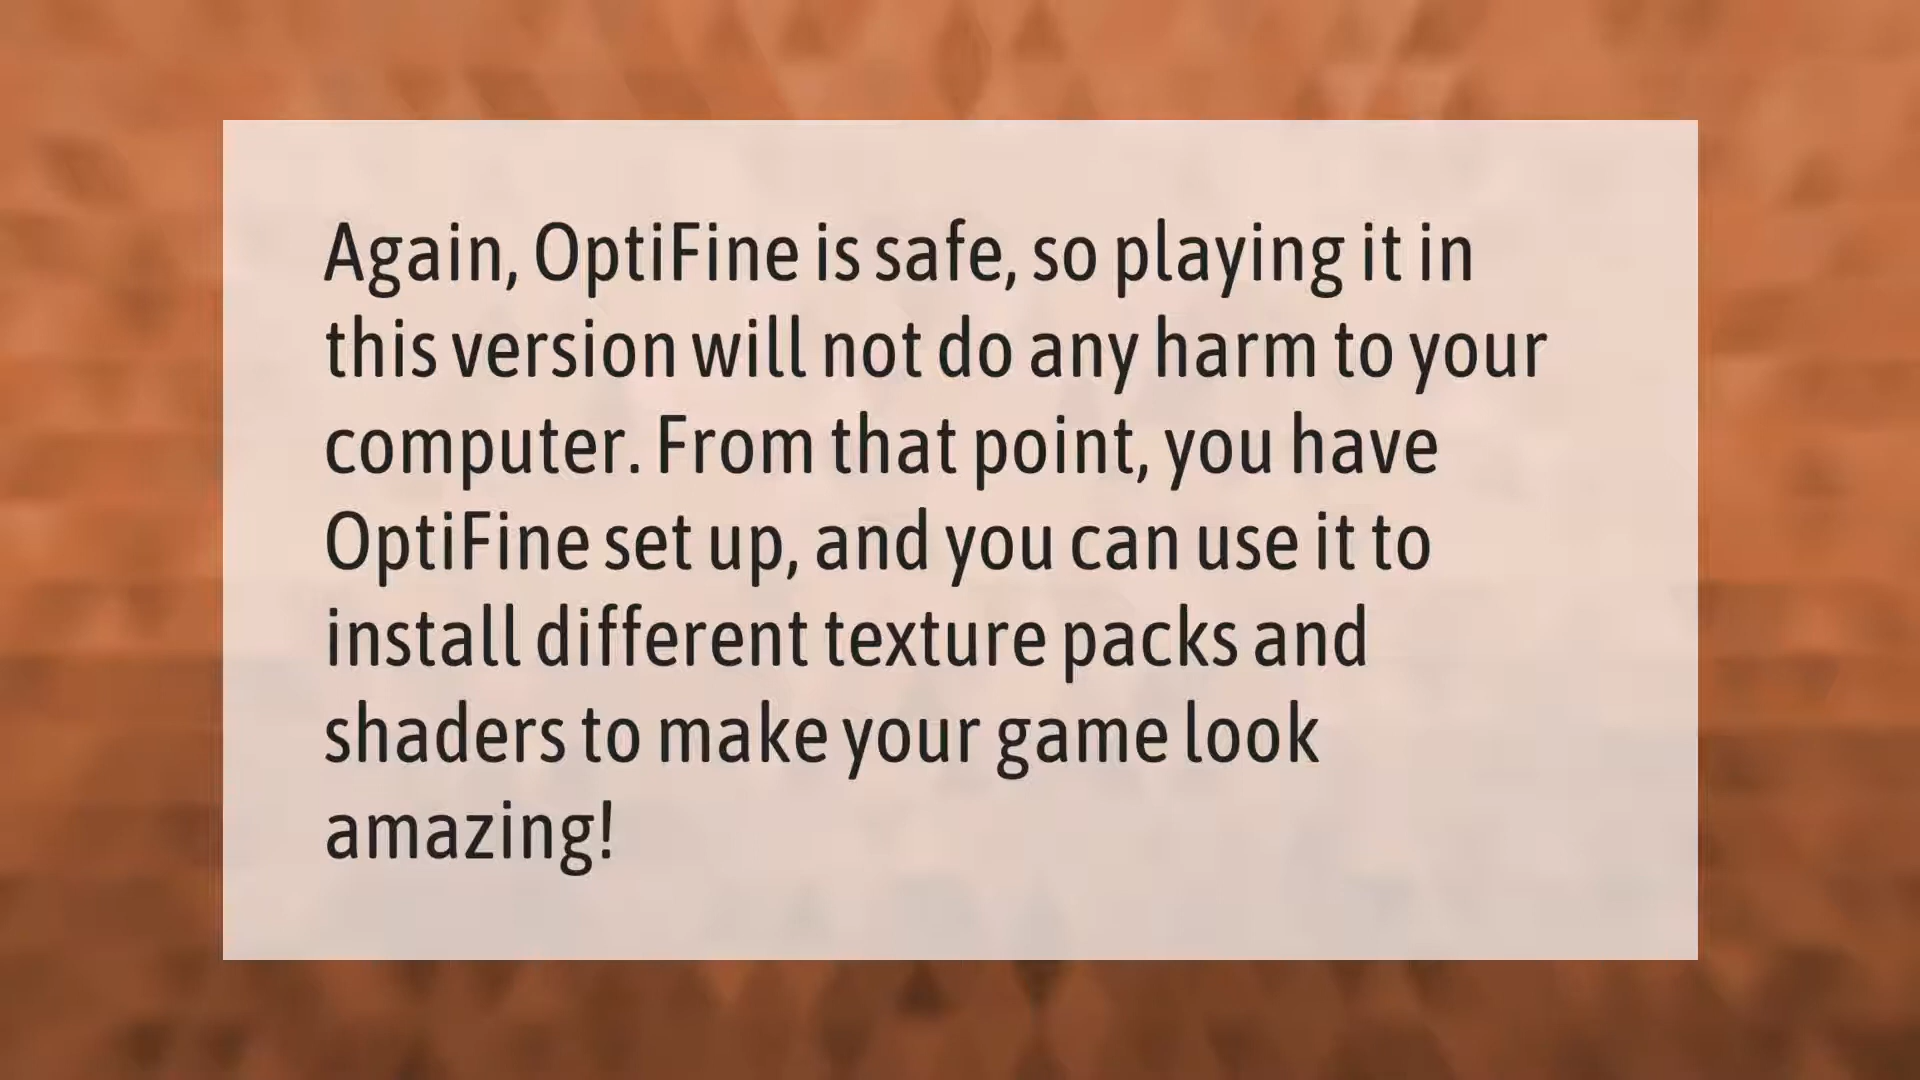 Again, OptiFine is safe, so playing it in
this version will not do any harm to your
computer. From that point, you have
OptiFine set up, and you can use it to
install different texture packs and
shaders to make your game look
amazing!